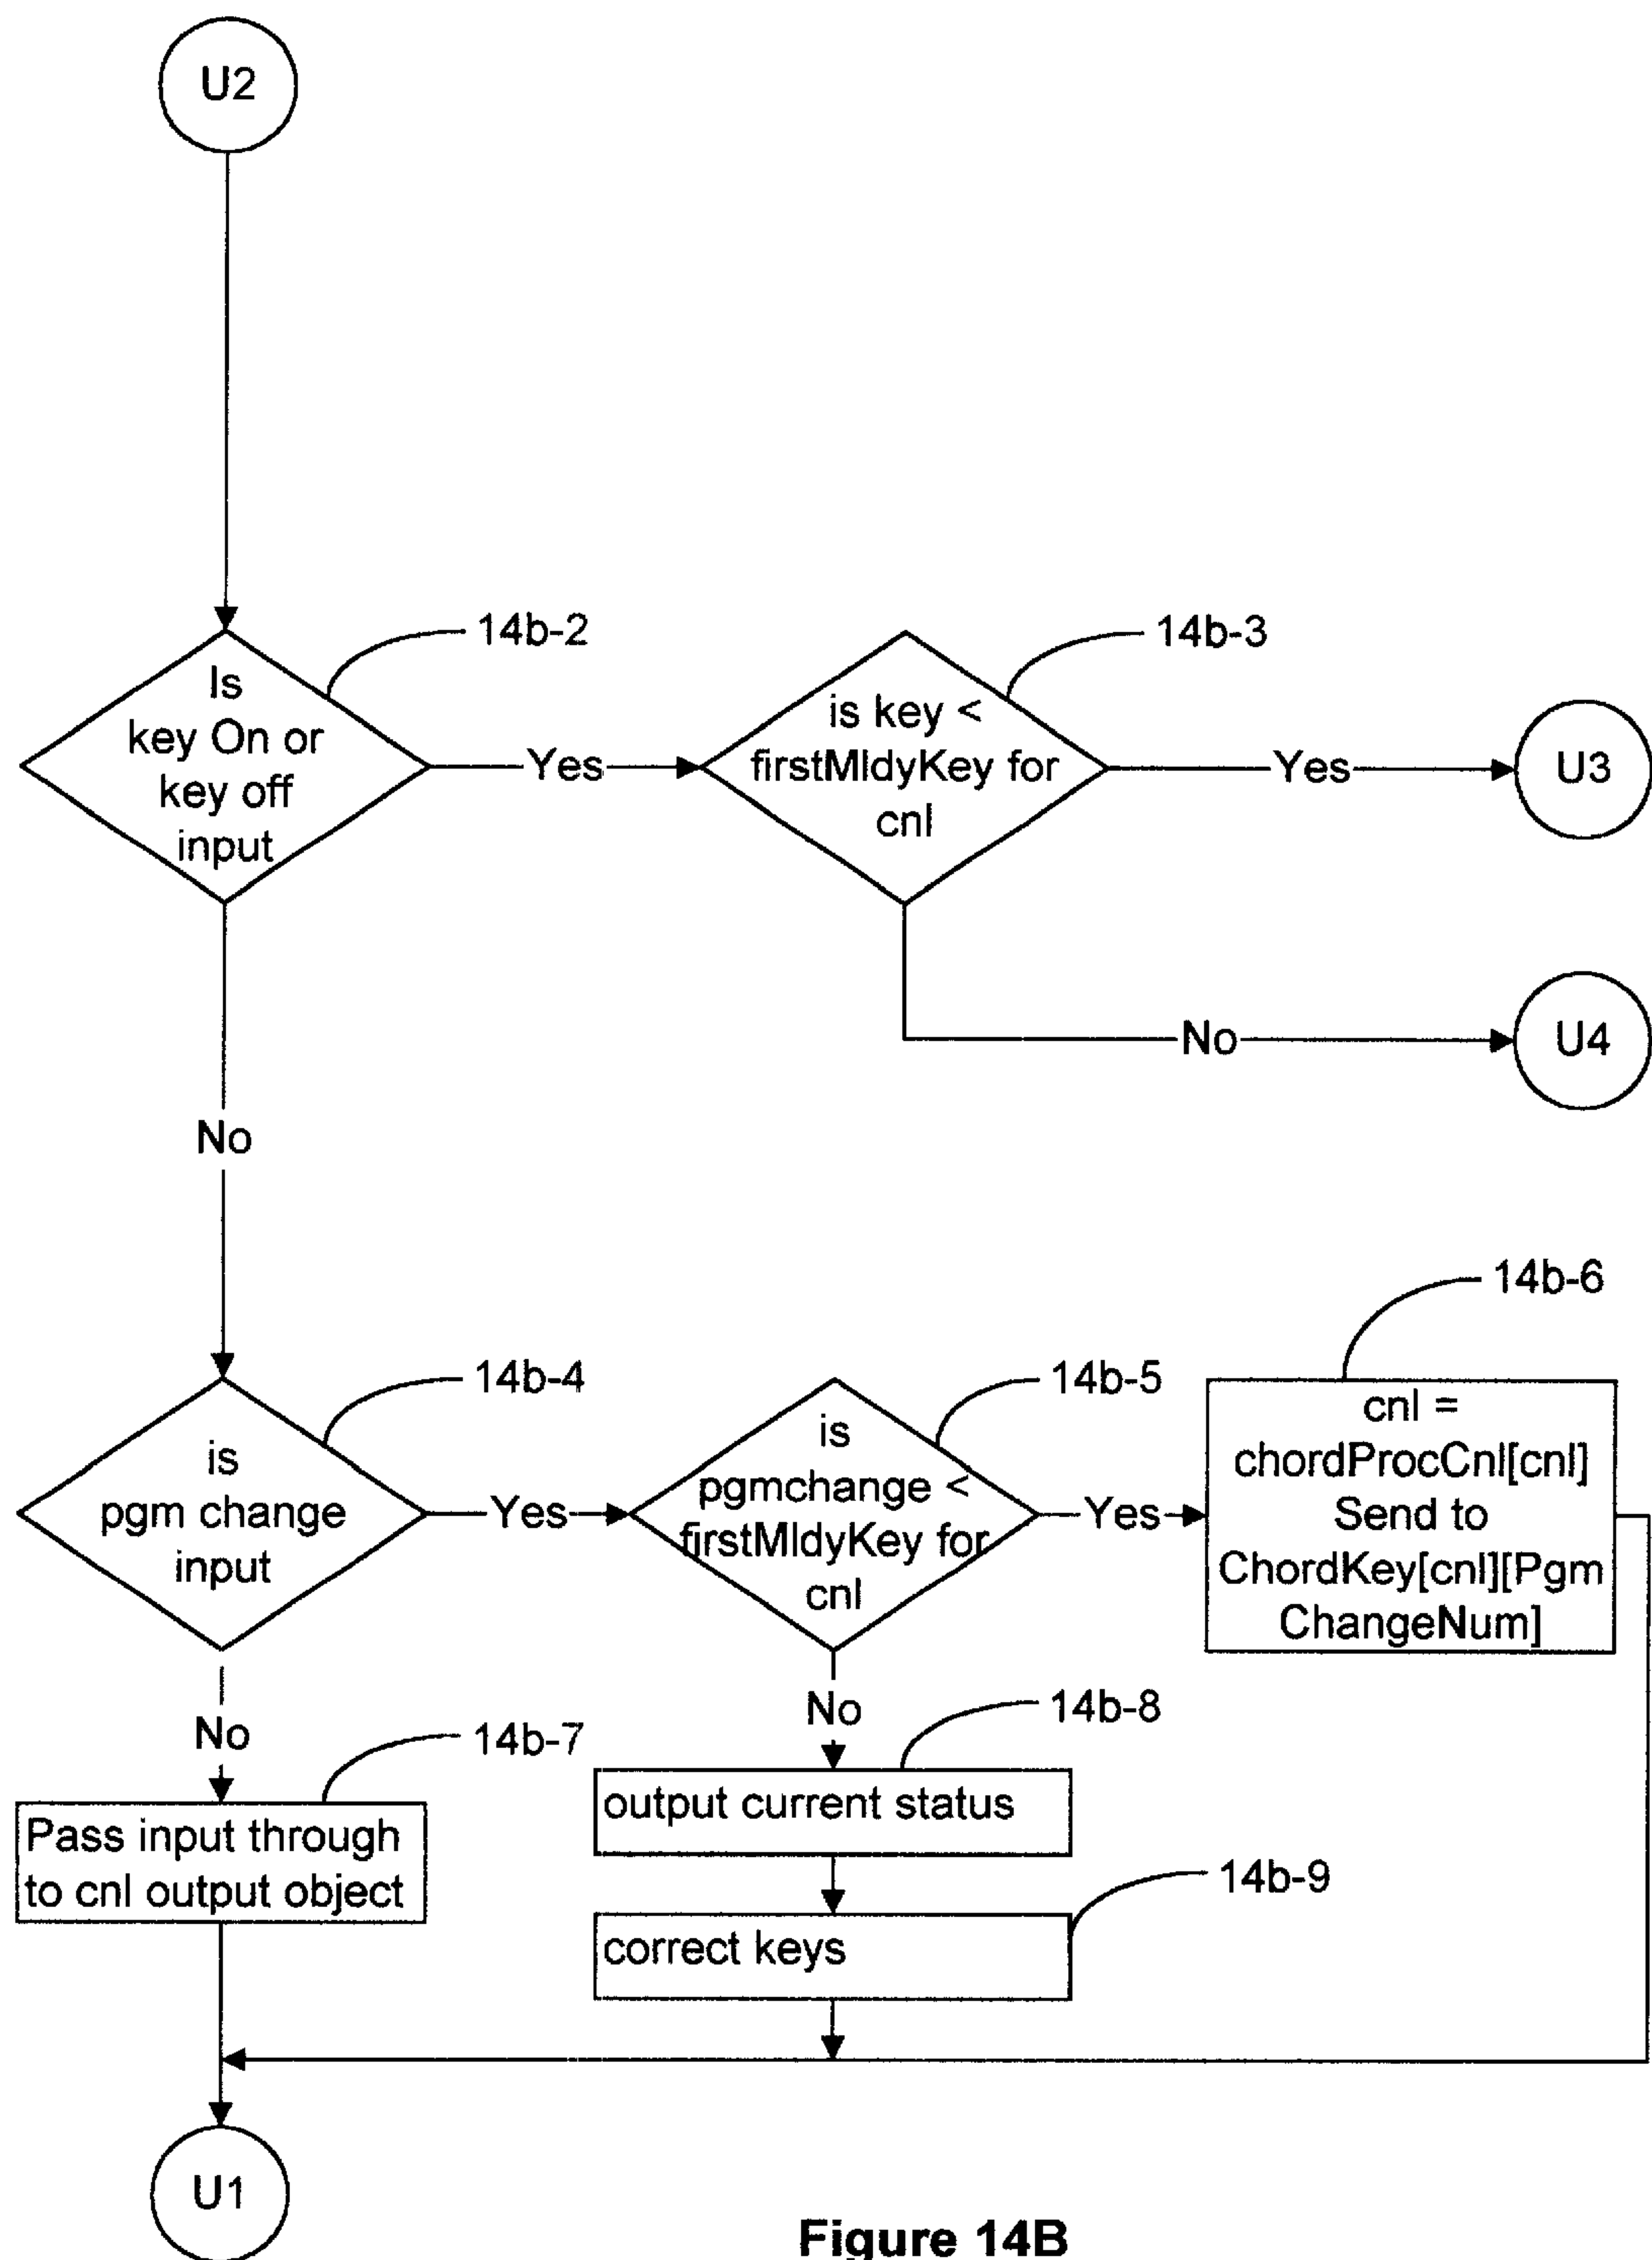 U2
14b-2
Is
key On or
key off
input
Yes
14b-3
is key <
firstMldyKey for
cnl
Yes
U3
No
U4
No
14b-4
is
pgm change
input
Yes
14b-5
is
pgmchange <
firstMldyKey for
cnl
Yes
14b-6
cnl =
chordProcCnl[cnl]
Send to
ChordKey[cnl][Pgm
ChangeNum]
No
14b-7
Pass input through
to cnl output object
No
14b-8
output current status
14b-9
correct keys
U1
Figure 14B